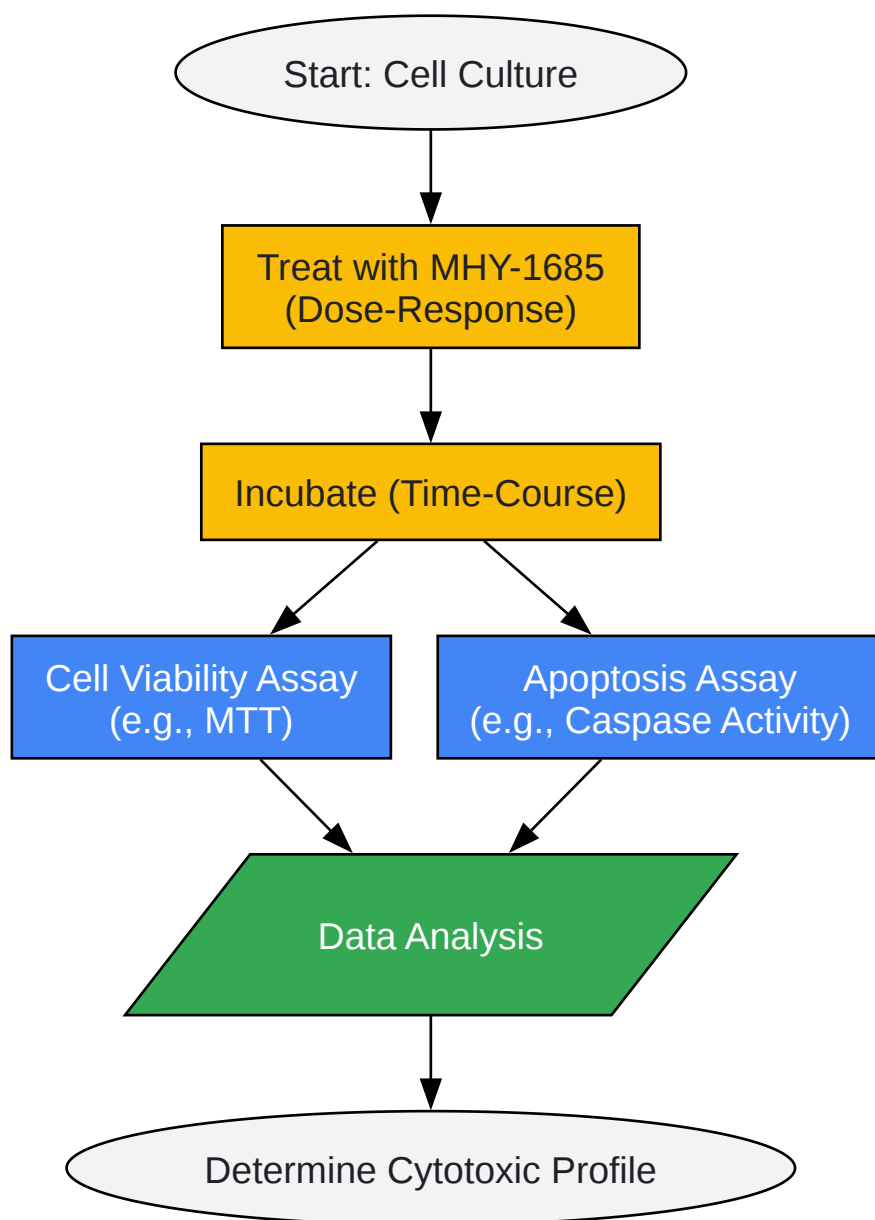 Start: Cell Culture
Treat with MHY-1685
(Dose-Response)
Incubate (Time-Course)
Cell Viability Assay
(e.g., MTT)
Apoptosis Assay
(e.g., Caspase Activity)
Data Analysis
Determine Cytotoxic Profile